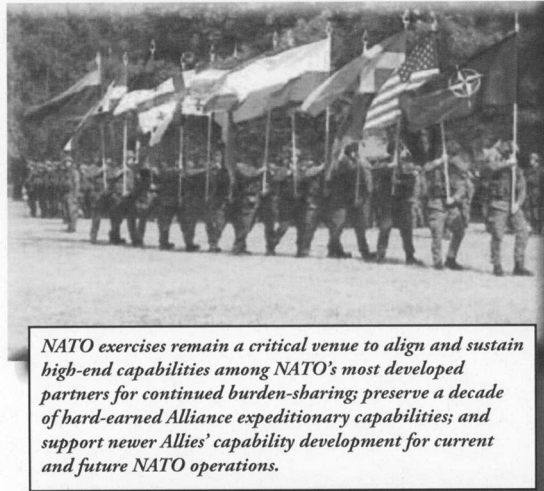 NATO exercises remain a critical venue to align and sustain
high-end capabilities among NATO's most developed
partners for continued burden-sharing; preserve a decade
of hard-earned Alliance expeditionary capabilities; and
support newer Allies' capability development for current
and future NATO operations.